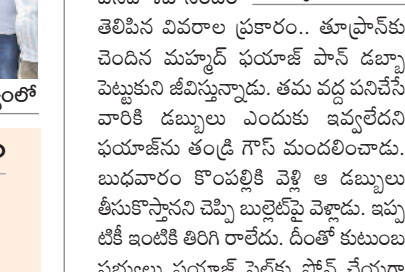 తెలిపిన వివరాల ప్రకారం.. తూప్రాన్‌కు
చెందిన మహ్మద్ ఫయాజ్ పాన్ డబ్బా
పెట్టుకుని జీవిస్తున్నాడు. తమ వద్ద పనిచేసే
వారికి డబ్బులు ఎందుకు ఇవ్వలేదని
ఫయాజ్‌ను తండ్రి గౌస్ మందలించాడు.
బుధవారం కొంపల్లికి వెళ్లి ఆ డబ్బులు
తీసుకొస్తానని చెప్పి బుల్లెట్‌పై వెళ్లాడు. ఇప్ప
టికీ ఇంటికి తిరిగి రాలేదు. దీంతో కుటుంబ